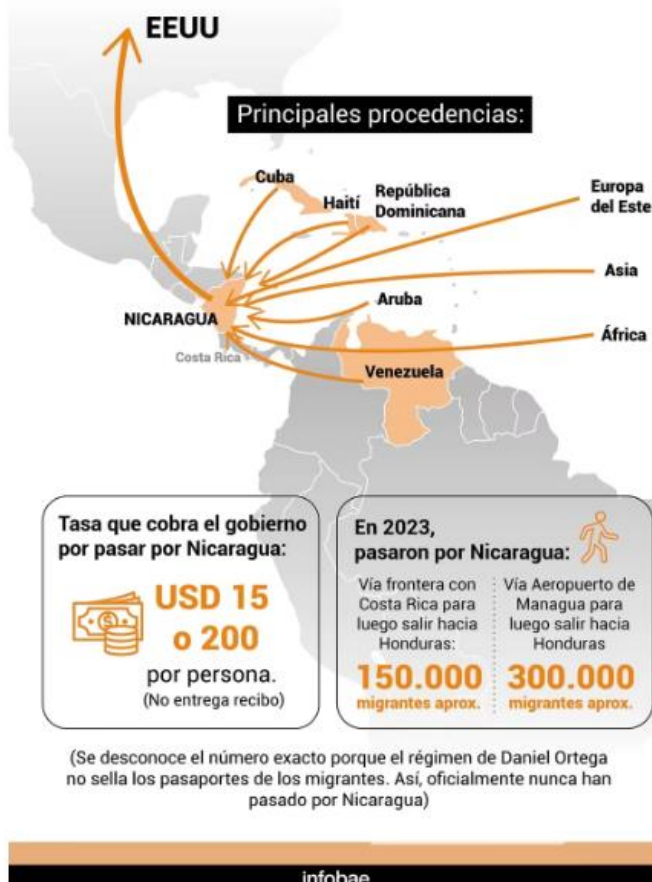 EEUU
Principales procedencias:
Cuba
Haití
República
Dominicana
Europa
del Este
Asia
Aruba
NICARAGUA
África
Costa Rica
Venezuela
Tasa que cobra el gobierno
por pasar por Nicaragua:
USD 15
o 200
por persona.
(No entrega recibo)
En 2023,
pasaron por Nicaragua:
Vía frontera con
Costa Rica para
luego salir hacia
Honduras:
150.000
migrantes aprox.
Vía Aeropuerto de
Managua para
luego salir hacia
Honduras
300.000
migrantes aprox.
(Se desconoce el número exacto porque el régimen de Daniel Ortega
no sella los pasaportes de los migrantes. Así, oficialmente nunca han
pasado por Nicaragua)
infobae